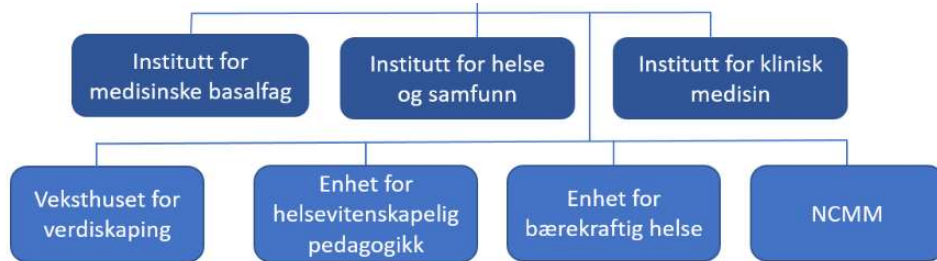 Institutt for
medisinske basalfag
Institutt for helse
og samfunn
Institutt for klinisk
medisin
Veksthuset for
verdiskaping
Enhet for
helsevitenskapelig
pedagogikk
Enhet for
bærekraftig helse
NCMM